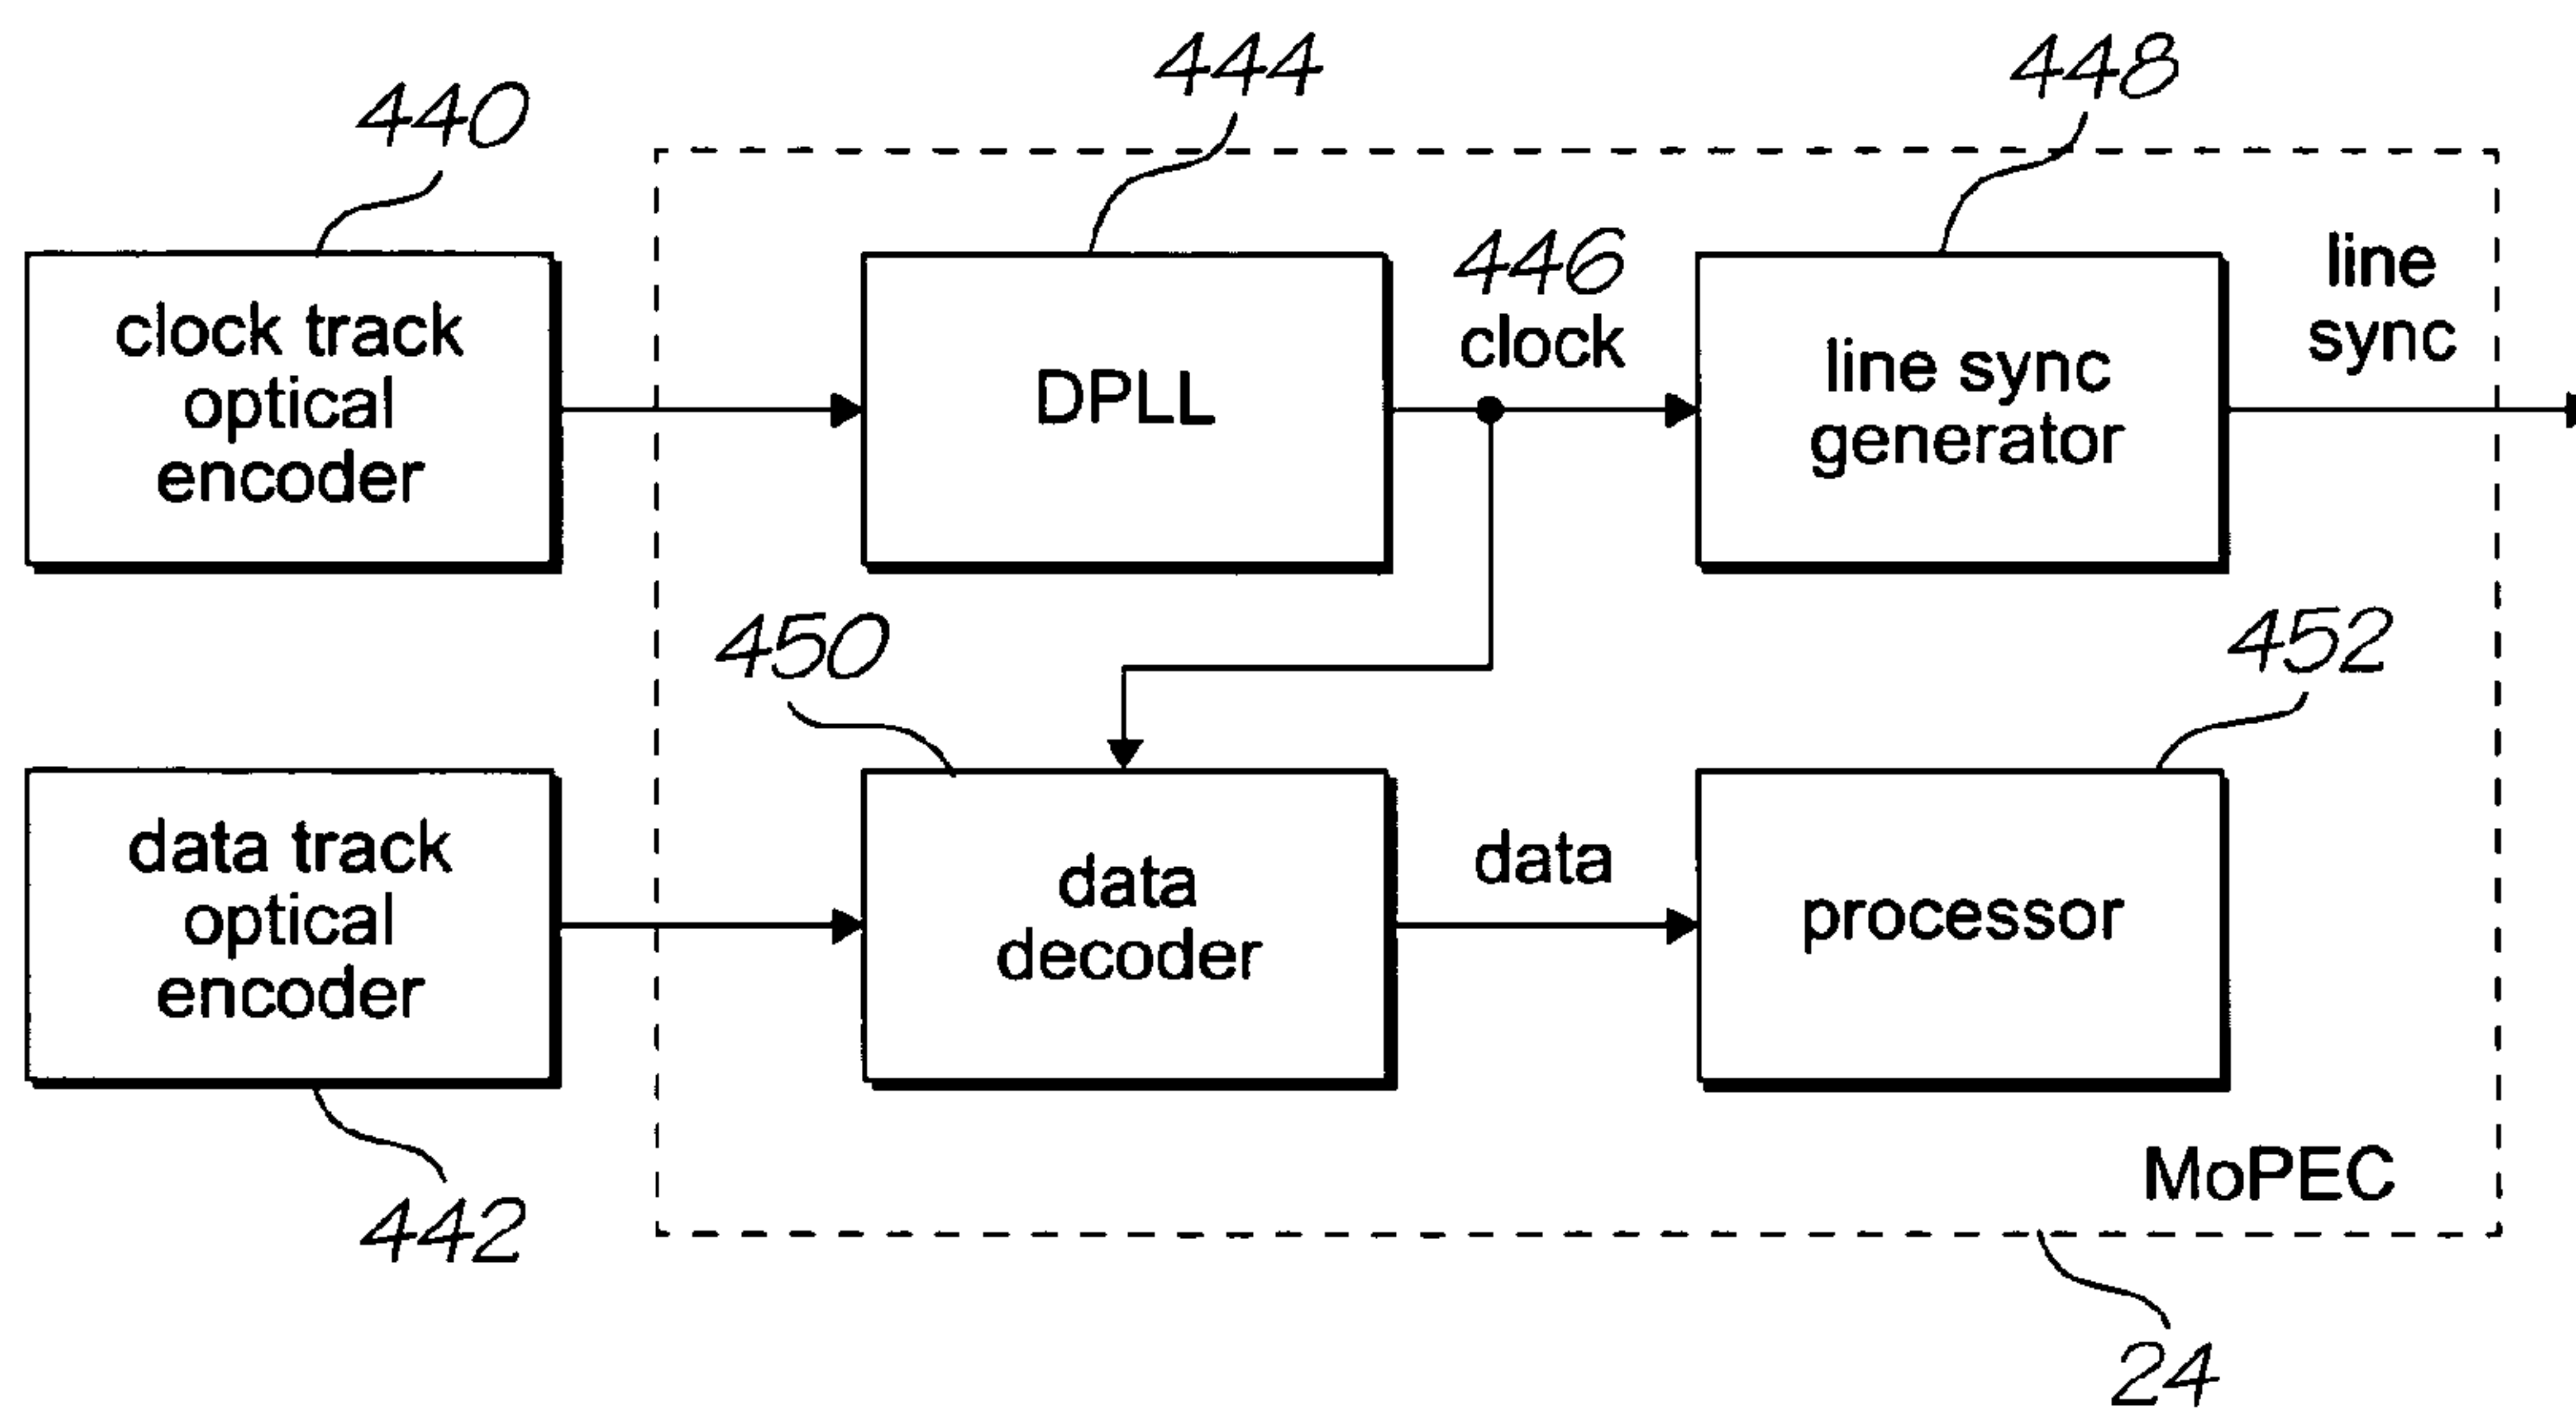 440
444
448
clock track
optical
encoder
DPLL
446
clock
line sync
generator
line
sync
450
452
data track
optical
encoder
data
decoder
data
processor
MoPEC
442
24